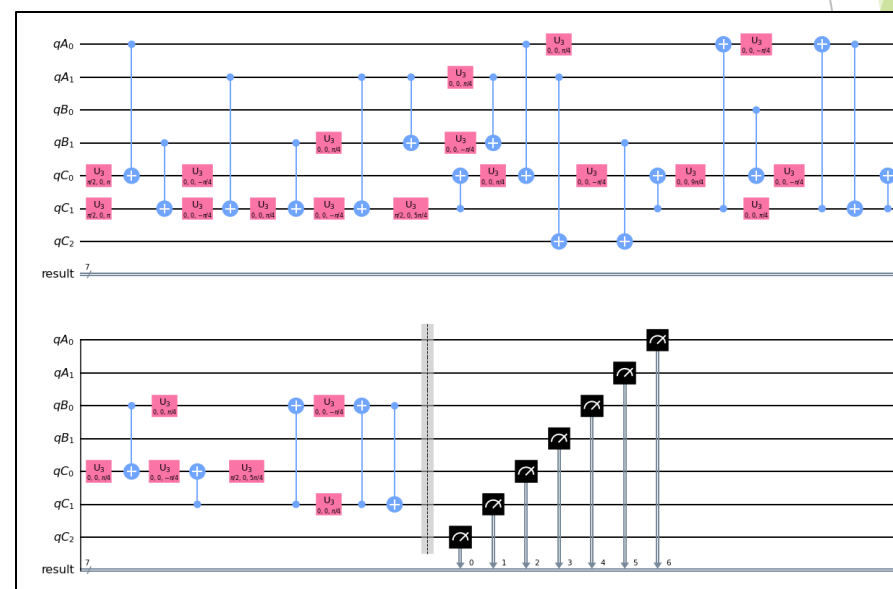 qA₀ U₃ U₃
0, 0, π/4 0, 0, −π/4
qA₁ U₃
0, 0, π/4
qB₀
qB₁ U₃ U₃
0, 0, π/4 0, 0, −π/4
qC₀ U₃ U₃ U₃ U₃ U₃ U₃
π/2, 0, π 0, 0, −π/4 0, 0, π/4 0, 0, −π/4 0, 0, 9π/4 0, 0, −π/4
qC₁ U₃ U₃ U₃ U₃ U₃ U₃
π/2, 0, π 0, 0, −π/4 0, 0, π/4 0, 0, −π/4 π/2, 0, 5π/4 0, 0, π/4
qC₂
result 7
qA₀
qA₁
qB₀ U₃ U₃
0, 0, π/4 0, 0, −π/4
qB₁
qC₀ U₃ U₃ U₃
0, 0, π/4 0, 0, −π/4 π/2, 0, 5π/4
qC₁ U₃
0, 0, π/4
qC₂
result 7 0 1 2 3 4 5 6